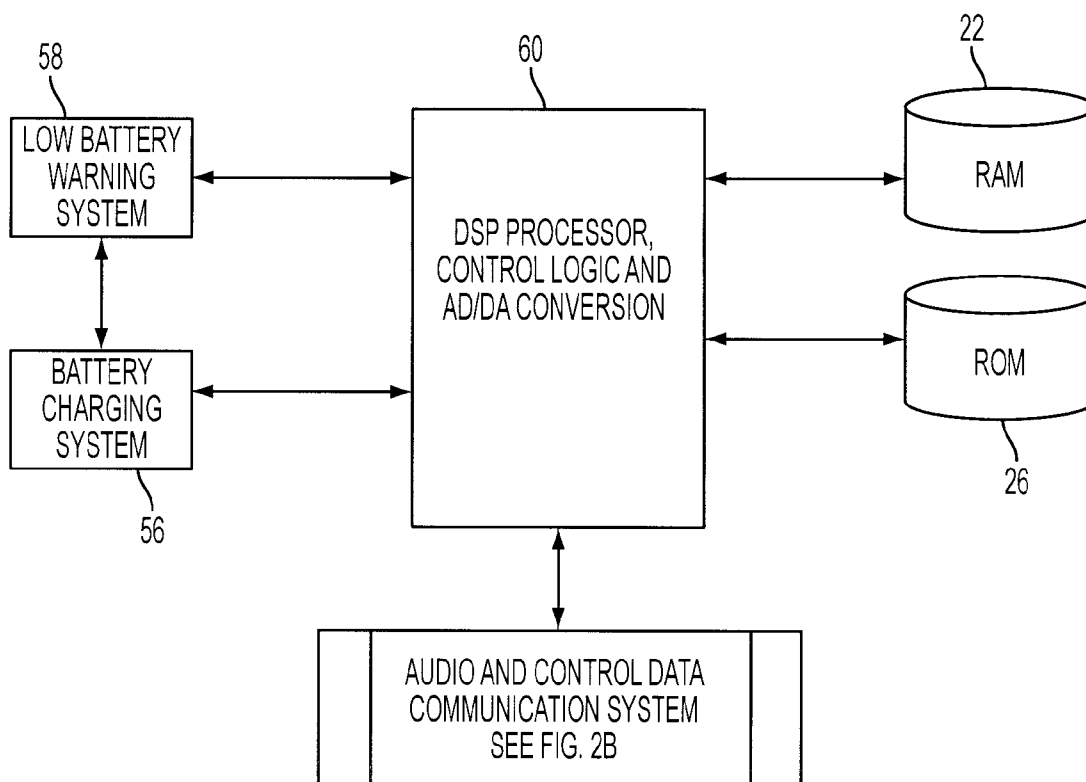 58
LOW BATTERY
WARNING
SYSTEM
60
DSP PROCESSOR,
CONTROL LOGIC AND
AD/DA CONVERSION
22
RAM
ROM
26
BATTERY
CHARGING
SYSTEM
56
AUDIO AND CONTROL DATA
COMMUNICATION SYSTEM
SEE FIG. 2B